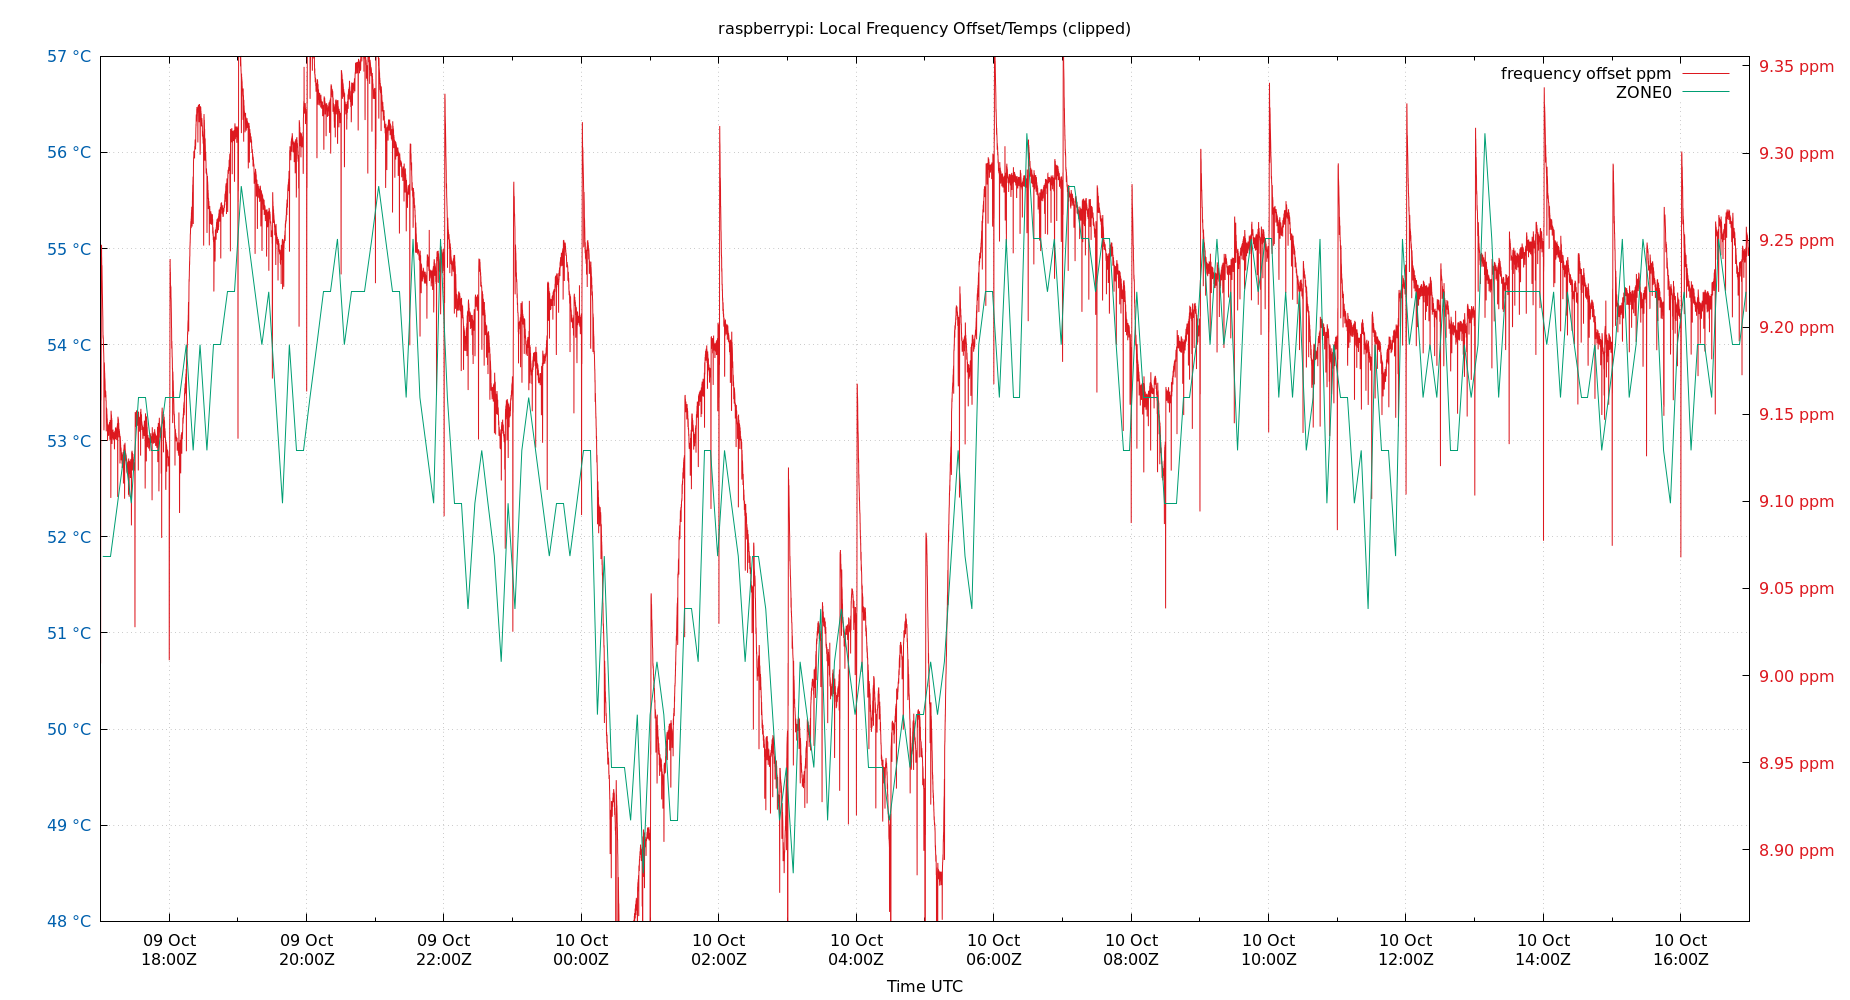 raspberrypi: Local Frequency Offset/Temps (clipped)
57 °C
56 °C
55 °C
54 °C
53 °C
52 °C
51 °C
50 °C
49 °C
48 °C
frequency offset ppm
ZONE0
9.35 ppm
9.30 ppm
9.25 ppm
9.20 ppm
9.15 ppm
9.10 ppm
9.05 ppm
9.00 ppm
8.95 ppm
8.90 ppm
09 Oct
18:00Z
09 Oct
20:00Z
09 Oct
22:00Z
10 Oct
00:00Z
10 Oct
02:00Z
10 Oct
04:00Z
10 Oct
06:00Z
10 Oct
08:00Z
10 Oct
10:00Z
10 Oct
12:00Z
10 Oct
14:00Z
10 Oct
16:00Z
Time UTC